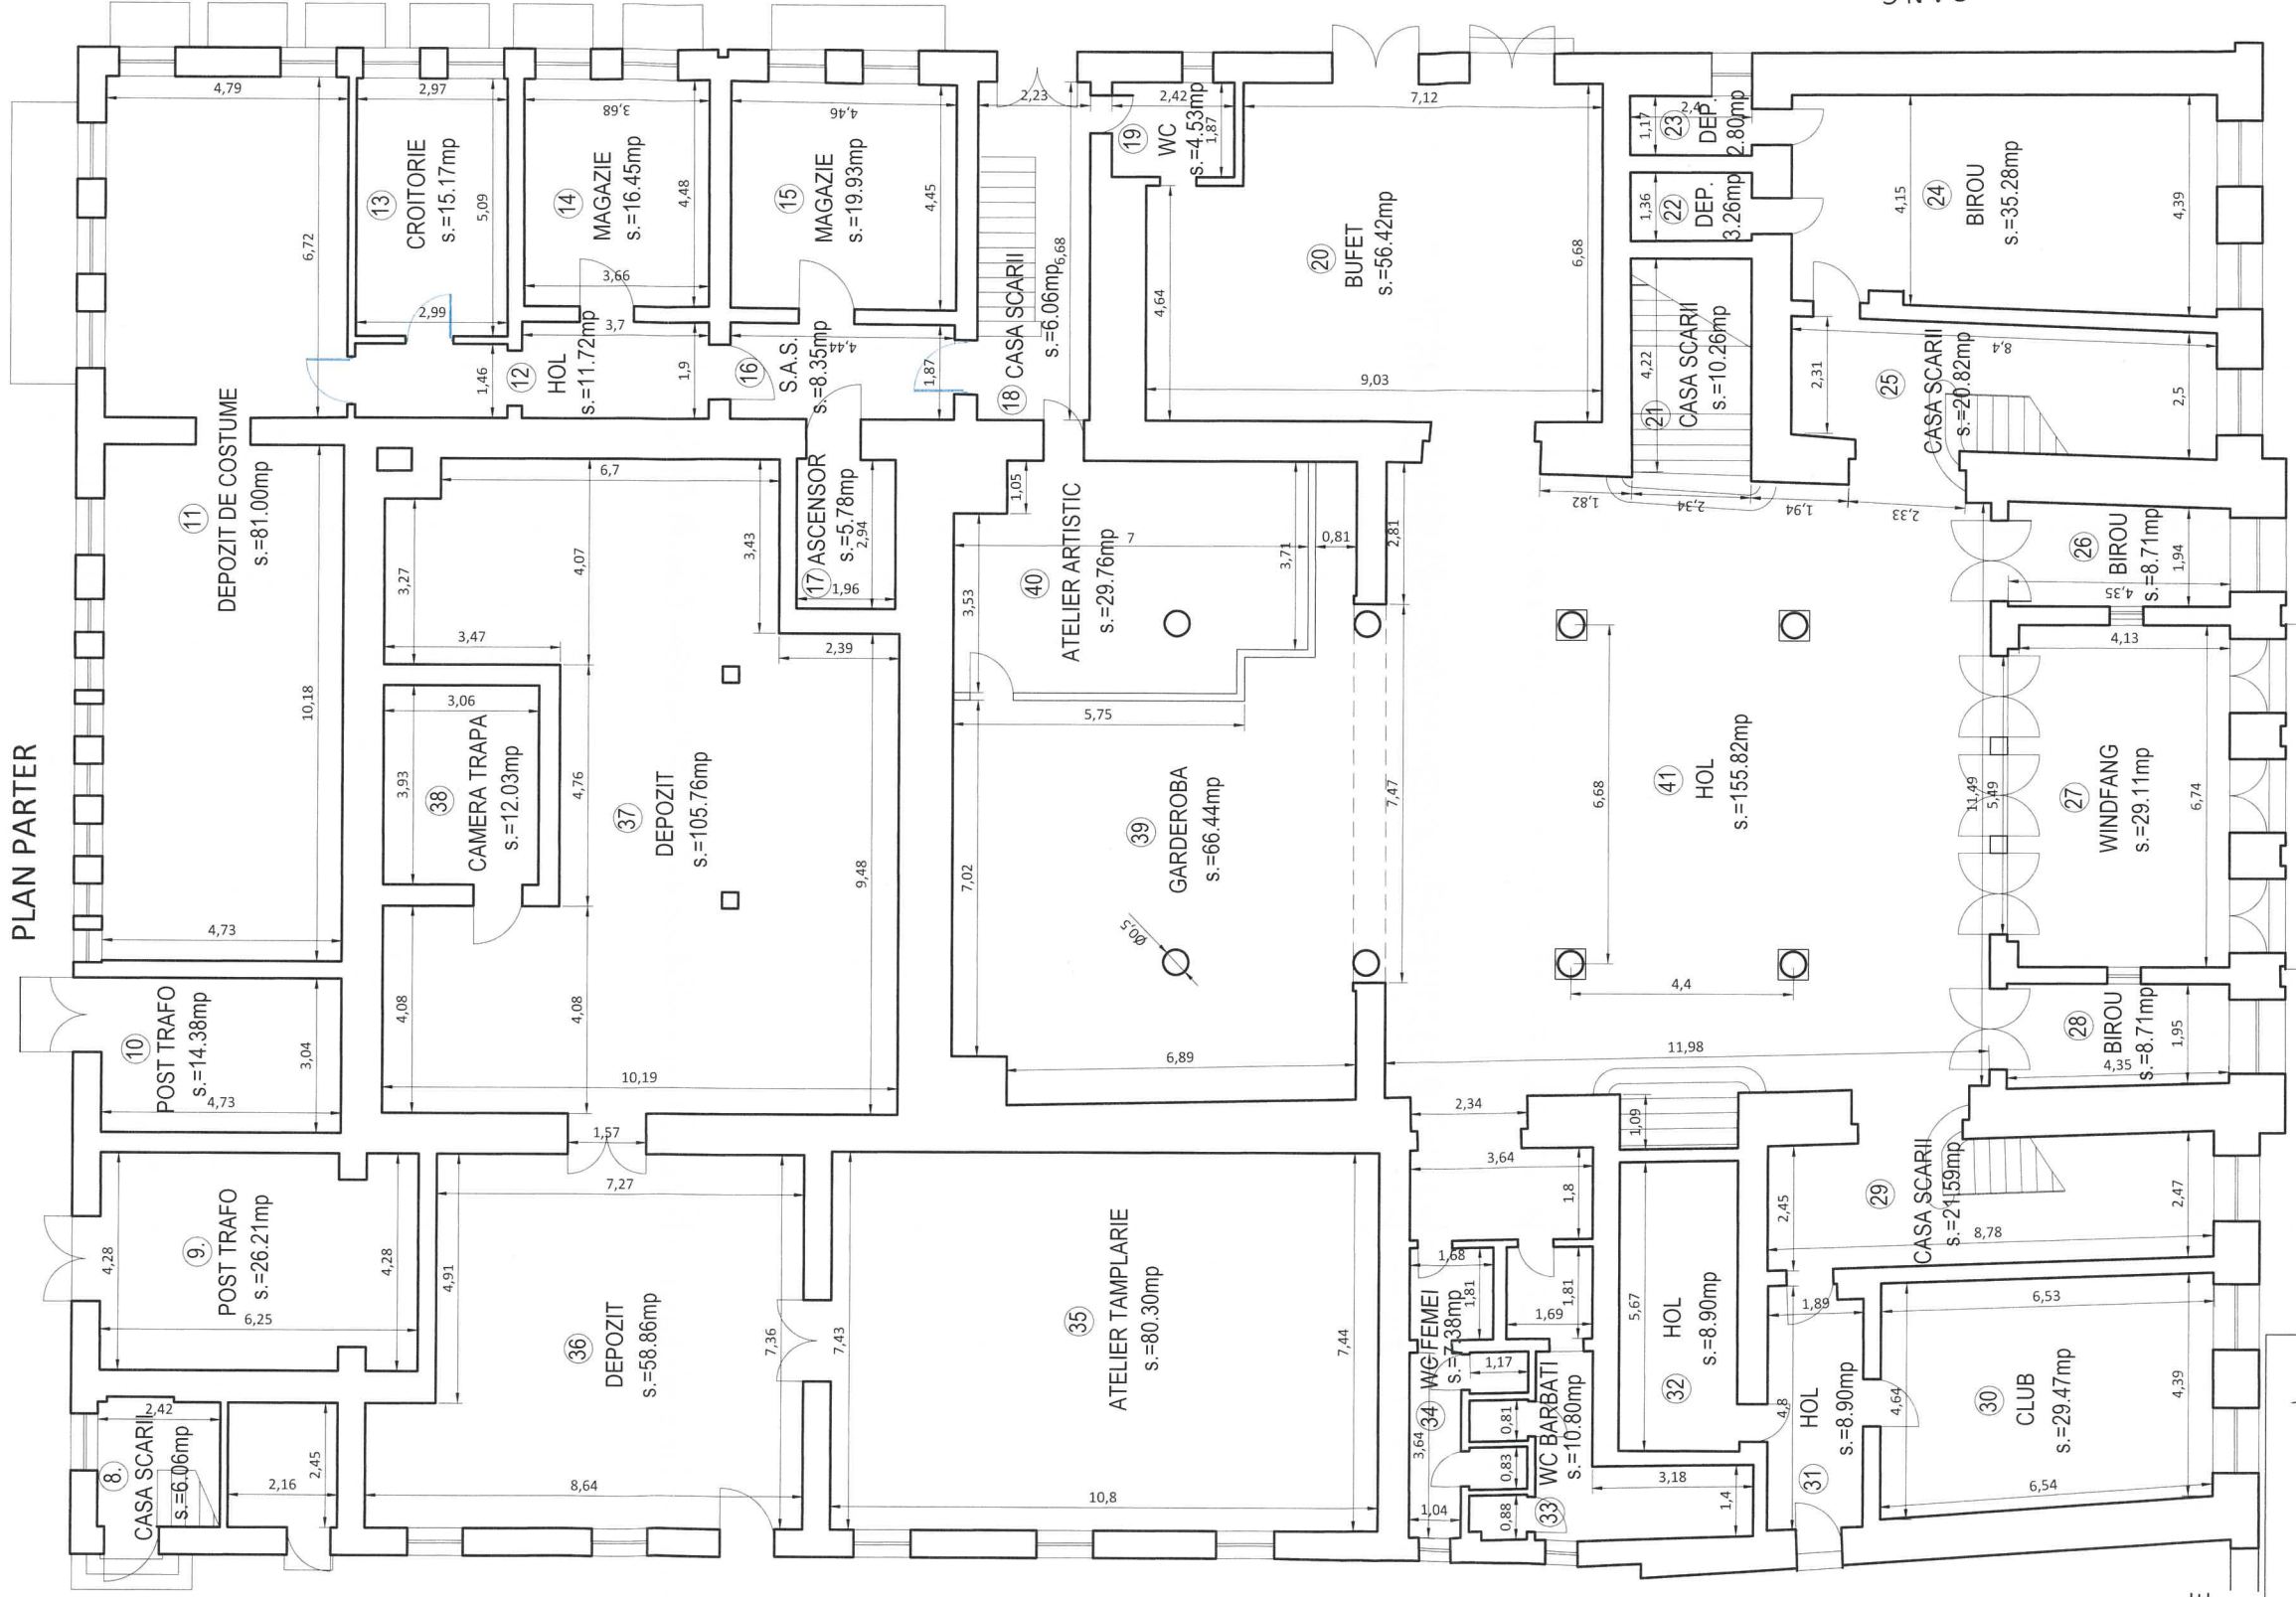 PLAN PARTER
8.
CASA SCARII
s.=6.06mp
2,42
2,16
2,45
9.
POST TRAFO
s.=26.21mp
4,28
4,28
6,25
10
POST TRAFO
s.=14.38mp
4,73
3,04
11
DEPOZIT DE COSTUME
s.=81.00mp
4,79
6,72
10,18
4,73
12
HOL
s.=11.72mp
1,46
3,7
1,9
13
CROITORIE
s.=15.17mp
2,97
5,09
2,99
14
MAGAZIE
s.=16.45mp
3,68
4,48
3,66
15
MAGAZIE
s.=19.93mp
4,46
4,45
16
S.A.S.
s.=8.35mp
4,44
1,87
17 ASCENSOR
s.=5.78mp
2,94
1,96
18 CASA SCARII
s.=6.06mp
2,23
6,68
19
WC
s.=4.53mp
2,42
1,87
20
BUFET
s.=56.42mp
7,12
4,64
6,68
9,03
21
CASA SCARII
s.=10.26mp
4,22
22
DEP.
3.26mp
1,36
23
DEP.
2.80mp
1,17
2,4
24
BIROU
s.=35.28mp
4,15
4,39
25
CASA SCARII
s.=20.82mp
2,31
8,4
2,5
1,82
2,34
1,94
2,33
26
BIROU
s.=8.71mp
1,94
4,35
27
WINDFANG
s.=29.11mp
4,13
6,74
11,49
5,49
28
BIROU
s.=8.71mp
1,95
4,35
29
CASA SCARII
s.=21.59mp
2,45
8,78
2,47
30
CLUB
s.=29.47mp
6,53
4,64
4,39
6,54
31
HOL
s.=8.90mp
1,89
4,8
32
HOL
s.=8.90mp
5,67
1,09
33
WC BARBATI
s.=10.80mp
1,69
1,81
3,18
1,4
1,17
0,81
0,83
0,88
34
WC FEMEI
s.=7.38mp
1,68
1,81
3,64
1,04
2,34
3,64
1,8
35
ATELIER TAMPLARIE
s.=80.30mp
7,43
7,44
10,8
36
DEPOZIT
s.=58.86mp
7,27
4,91
7,36
8,64
1,57
37
DEPOZIT
s.=105.76mp
6,7
3,27
4,07
3,43
3,47
2,39
4,76
9,48
4,08
4,08
10,19
38
CAMERA TRAPA
s.=12.03mp
3,06
3,93
39
GARDEROBA
s.=66.44mp
5,75
7,02
Ø0,5
6,89
40
ATELIER ARTISTIC
s.=29.76mp
1,05
7
3,53
3,71
0,81
41
HOL
s.=155.82mp
2,81
7,47
6,68
4,4
11,98